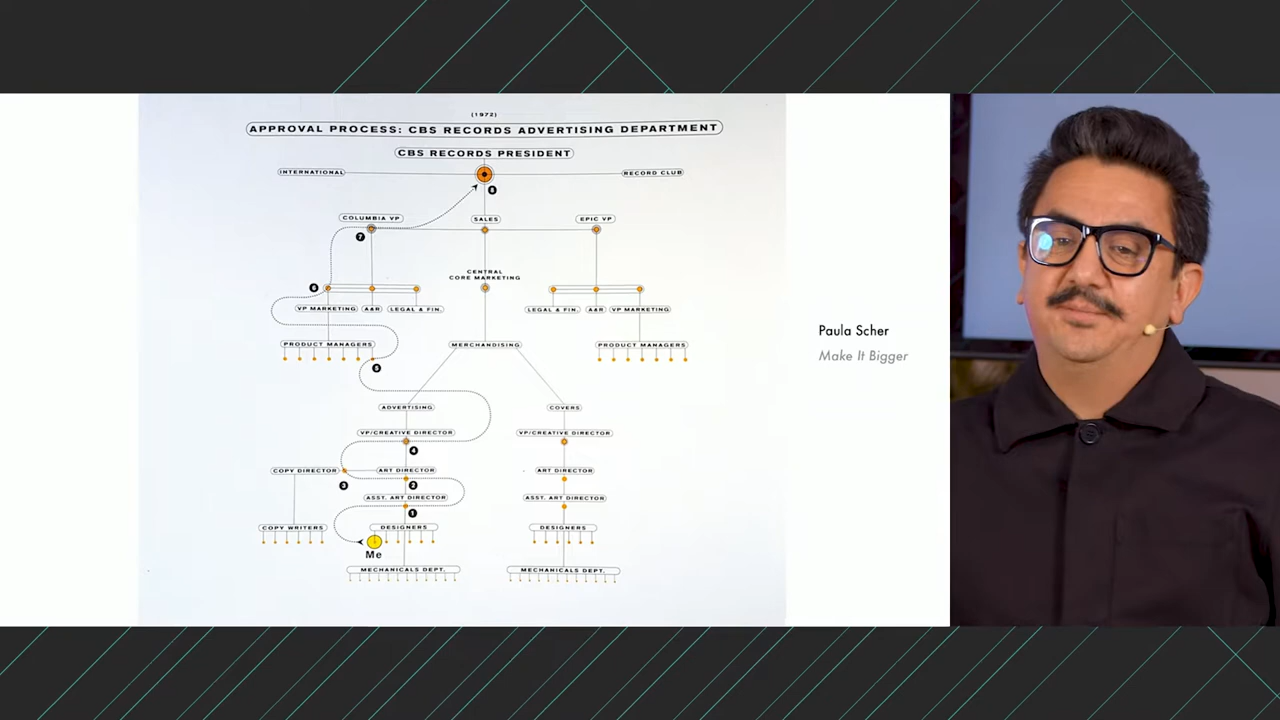 (1972)
APPROVAL PROCESS: CBS RECORDS ADVERTISING DEPARTMENT
CBS RECORDS PRESIDENT
INTERNATIONAL
RECORD CLUB
8
COLUMBIA VP
SALES
EPIC VP
7
CENTRAL
CORE MARKETING
6
VP MARKETING
A&R
LEGAL & FIN.
LEGAL & FIN.
A&R
VP MARKETING
PRODUCT MANAGERS
MERCHANDISING
PRODUCT MANAGERS
5
ADVERTISING
COVERS
VP/CREATIVE DIRECTOR
VP/CREATIVE DIRECTOR
4
COPY DIRECTOR
ART DIRECTOR
ART DIRECTOR
3
2
ASST. ART DIRECTOR
ASST. ART DIRECTOR
1
COPY WRITERS
DESIGNERS
DESIGNERS
Me
MECHANICALS DEPT.
MECHANICALS DEPT.
Paula Scher
Make It Bigger